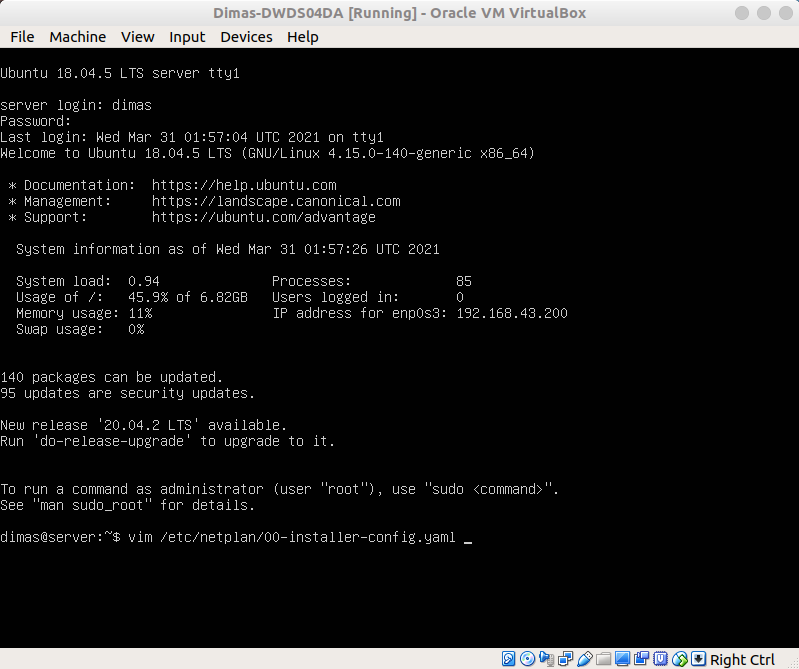 Dimas-DWDS04DA [Running] - Oracle VM VirtualBox
File Machine View Input Devices Help
Ubuntu 18.04.5 LTS server tty1
server login: dimas
Password:
Last login: Wed Mar 31 01:57:04 UTC 2021 on tty1
Welcome to Ubuntu 18.04.5 LTS (GNU/Linux 4.15.0-140-generic x86_64)
* Documentation: https://help.ubuntu.com
* Management: https://landscape.canonical.com
* Support: https://ubuntu.com/advantage
System information as of Wed Mar 31 01:57:26 UTC 2021
System load: 0.94 Processes: 85
Usage of /: 45.9% of 6.82GB Users logged in: 0
Memory usage: 11% IP address for enp0s3: 192.168.43.200
Swap usage: 0%
140 packages can be updated.
95 updates are security updates.
New release '20.04.2 LTS' available.
Run 'do-release-upgrade' to upgrade to it.
To run a command as administrator (user "root"), use "sudo <command>".
See "man sudo_root" for details.
dimas@server:~$ vim /etc/netplan/00-installer-config.yaml _
Right Ctrl